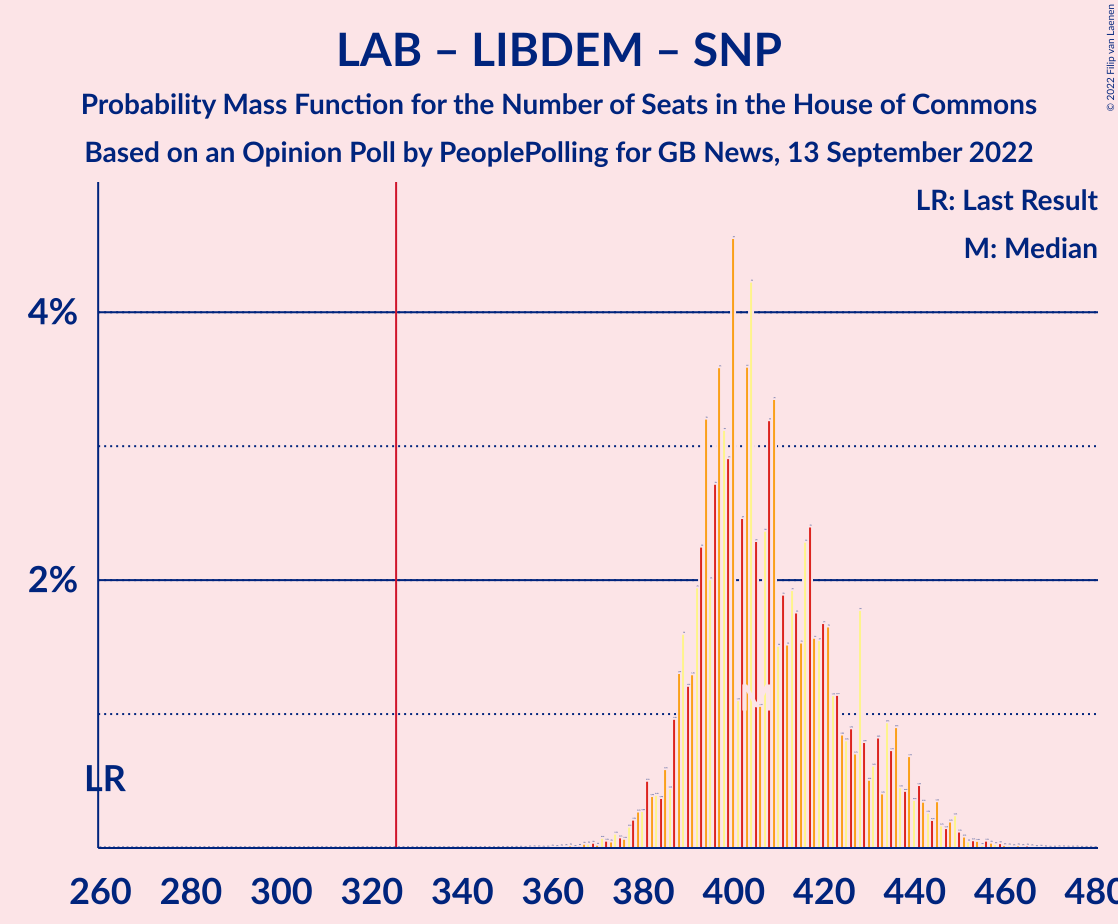 LAB – LIBDEM – SNP
Probability Mass Function for the Number of Seats in the House of Commons
Based on an Opinion Poll by PeoplePolling for GB News, 13 September 2022
© 2022 Filip van Laenen
LR: Last Result
M: Median
4%
2%
LR
M
260 280 300 320 340 360 380 400 420 440 460 480